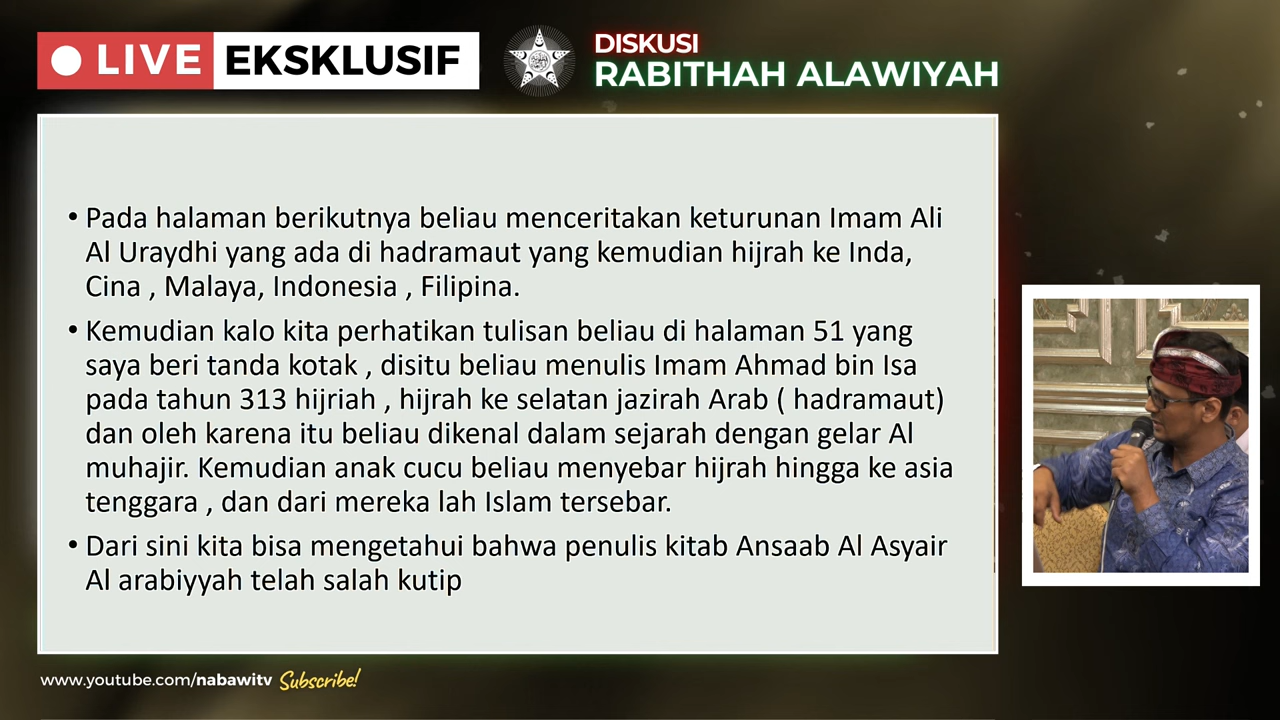 LIVE EKSKLUSIF
DISKUSI
RABITHAH ALAWIYAH
• Pada halaman berikutnya beliau menceritakan keturunan Imam Ali
Al Uraydhi yang ada di hadramaut yang kemudian hijrah ke Inda,
Cina , Malaya, Indonesia , Filipina.
• Kemudian kalo kita perhatikan tulisan beliau di halaman 51 yang
saya beri tanda kotak , disitu beliau menulis Imam Ahmad bin Isa
pada tahun 313 hijriah , hijrah ke selatan jazirah Arab ( hadramaut)
dan oleh karena itu beliau dikenal dalam sejarah dengan gelar Al
muhajir. Kemudian anak cucu beliau menyebar hijrah hingga ke asia
tenggara , dan dari mereka lah Islam tersebar.
• Dari sini kita bisa mengetahui bahwa penulis kitab Ansaab Al Asyair
Al arabiyyah telah salah kutip
www.youtube.com/nabawitv Subscribe!